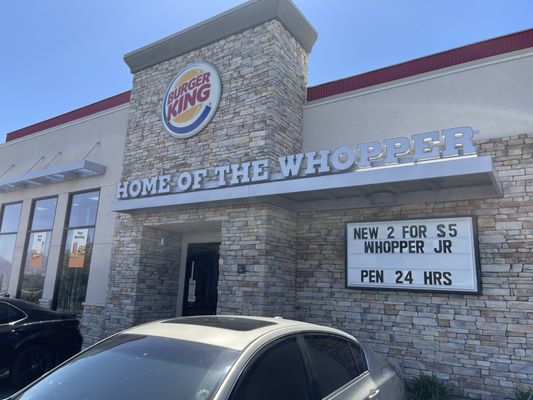 BURGER
KING
HOME OF THE WHOPPER
NEW 2 FOR $5
WHOPPER JR
PEN 24 HRS